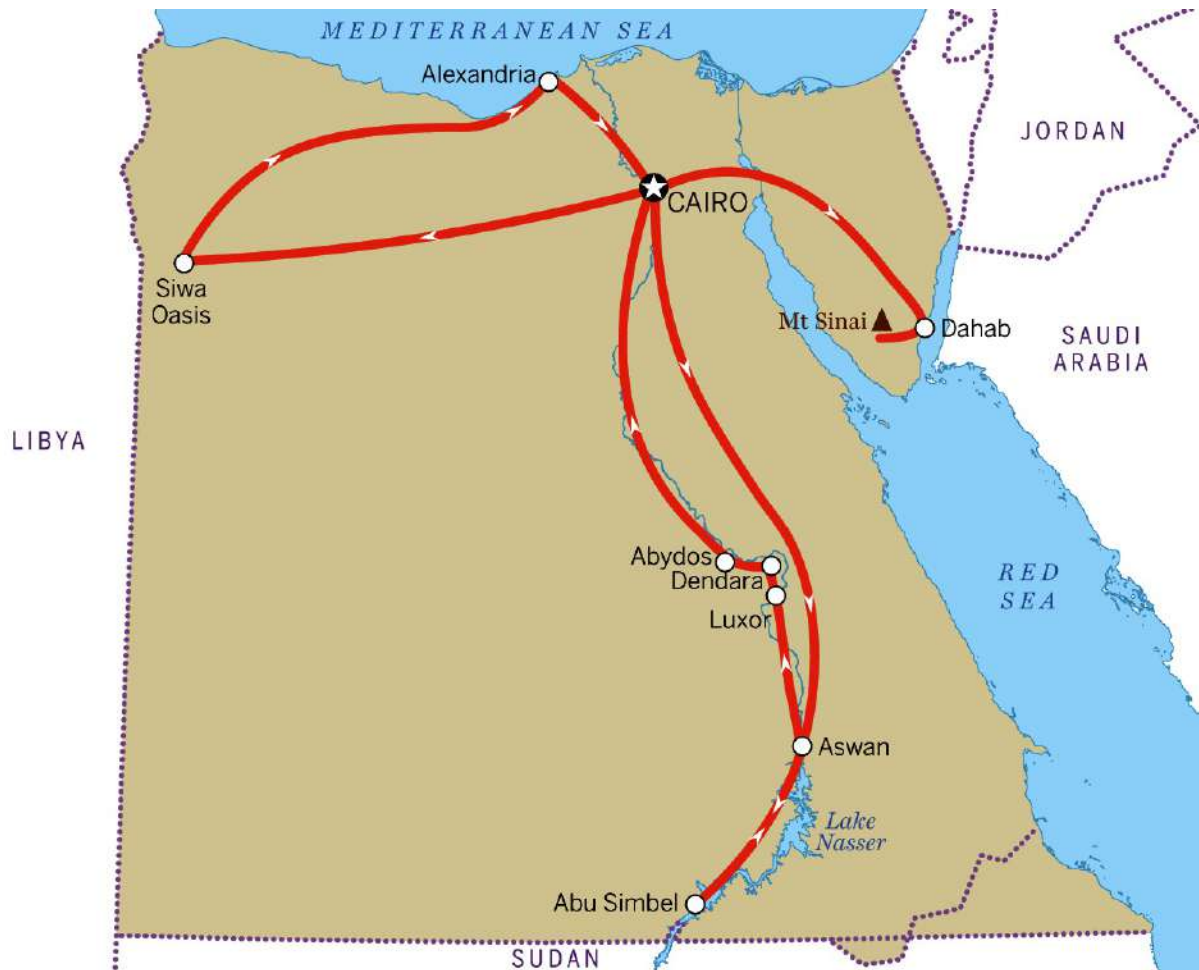 MEDITERRANEAN SEA
Alexandria
JORDAN
CAIRO
Siwa
Oasis
Mt Sinai
Dahab
SAUDI
ARABIA
LIBYA
Abydos
Dendara
Luxor
RED
SEA
Aswan
Lake
Nasser
Abu Simbel
SUDAN